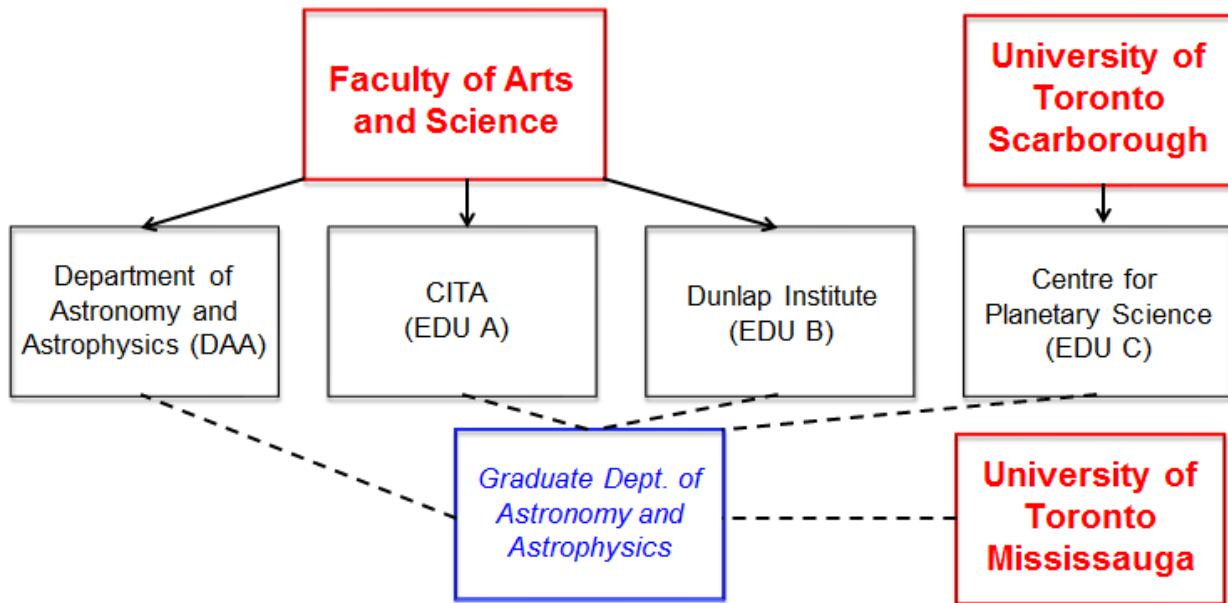 Faculty of Arts
and Science
University of
Toronto
Scarborough
Department of
Astronomy and
Astrophysics (DAA)
CITA
(EDU A)
Dunlap Institute
(EDU B)
Centre for
Planetary Science
(EDU C)
Graduate Dept. of
Astronomy and
Astrophysics
University of
Toronto
Mississauga